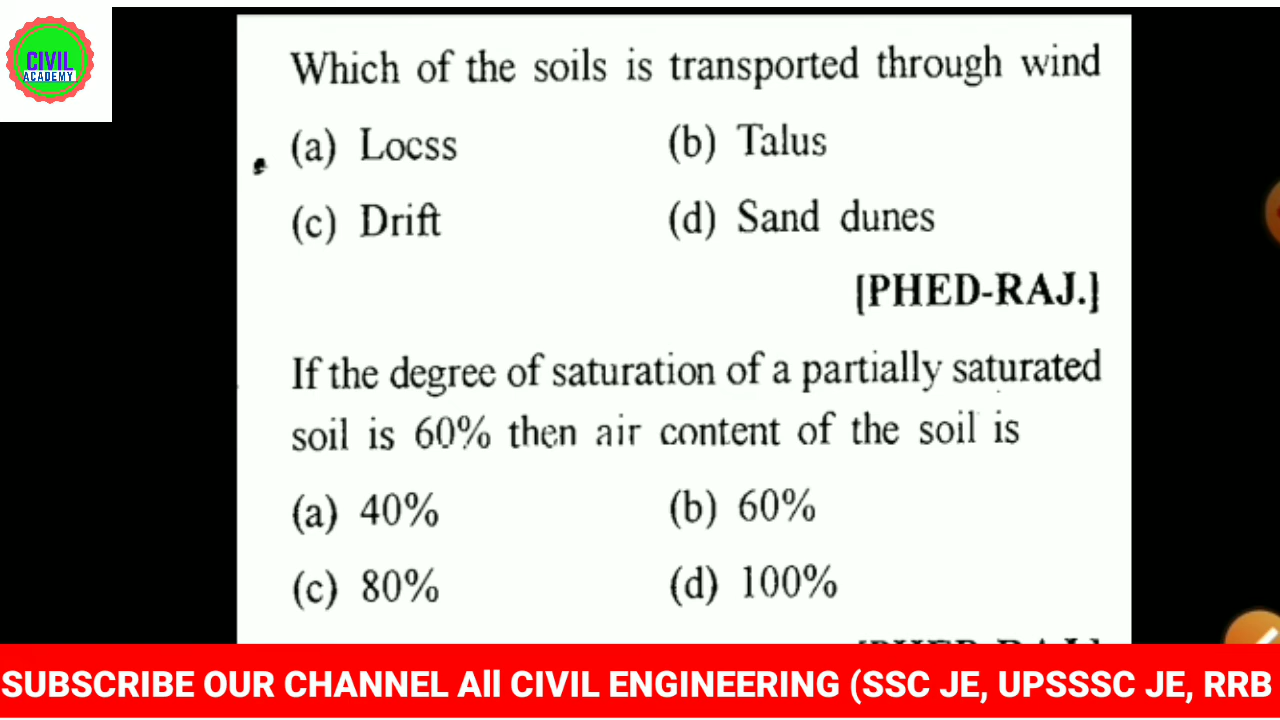 CIVIL
ACADEMY
Which of the soils is transported through wind
(a) Locss (b) Talus
(c) Drift (d) Sand dunes
[PHED-RAJ.]
If the degree of saturation of a partially saturated
soil is 60% then air content of the soil is
(a) 40% (b) 60%
(c) 80% (d) 100%
SUBSCRIBE OUR CHANNEL All CIVIL ENGINEERING (SSC JE, UPSSSC JE, RRB